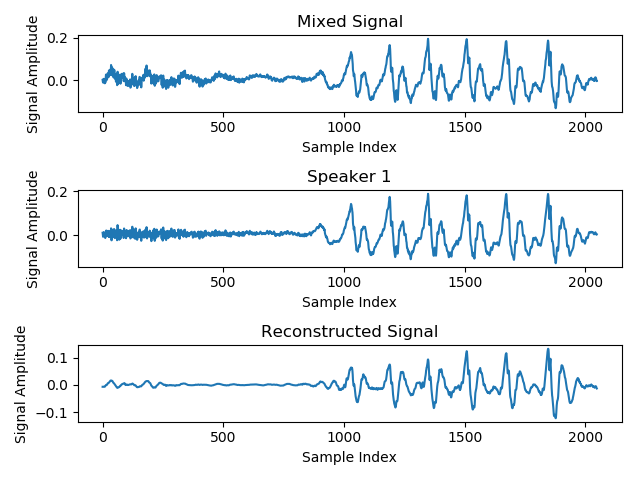 Mixed Signal
Signal Amplitude
0.2
0.0
0
500
1000
1500
2000
Sample Index
Speaker 1
Signal Amplitude
0.2
0.0
0
500
1000
1500
2000
Sample Index
Reconstructed Signal
Signal Amplitude
0.1
0.0
−0.1
0
500
1000
1500
2000
Sample Index